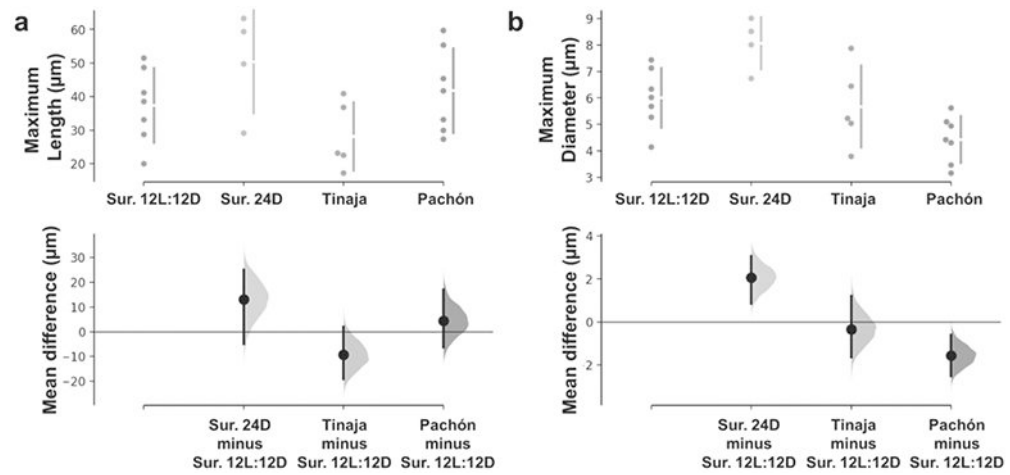 a
Maximum
Length (µm)
60
50
40
30
20
Sur. 12L:12D
Sur. 24D
Tinaja
Pachón
Mean difference (µm)
30
20
10
0
−10
−20
Sur. 24D
minus
Sur. 12L:12D
Tinaja
minus
Sur. 12L:12D
Pachón
minus
Sur. 12L:12D
b
Maximum
Diameter (µm)
9
8
7
6
5
4
3
Sur. 12L:12D
Sur. 24D
Tinaja
Pachón
Mean difference (µm)
4
2
0
2
Sur. 24D
minus
Sur. 12L:12D
Tinaja
minus
Sur. 12L:12D
Pachón
minus
Sur. 12L:12D